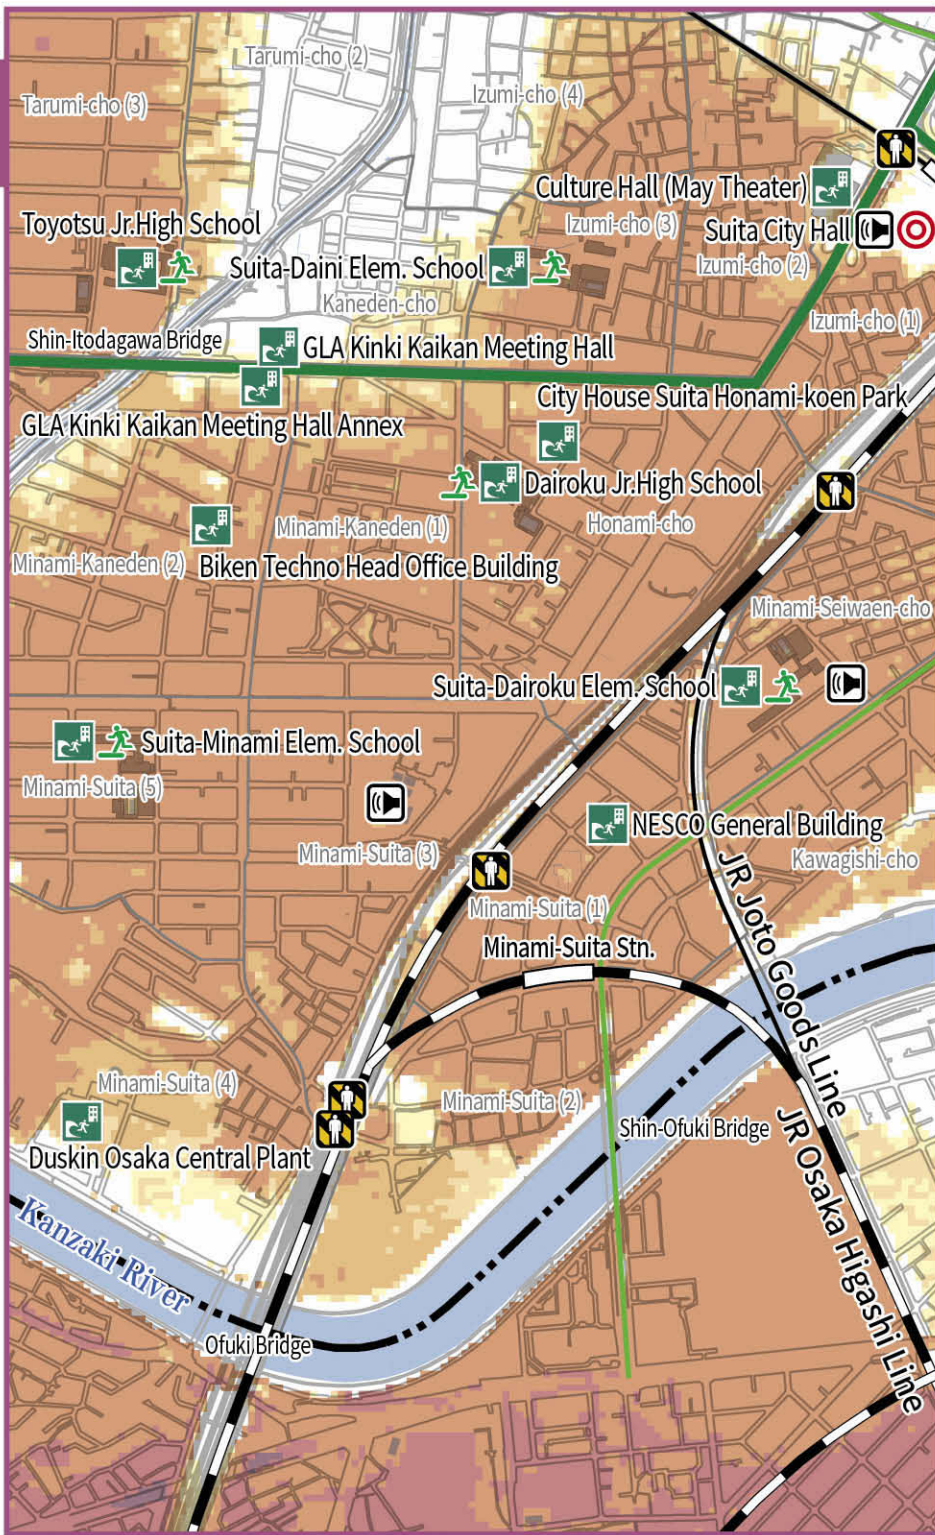 Tarumi-cho (2)
Tarumi-cho (3)
Izumi-cho (4)
Culture Hall (May Theater)
Izumi-cho (3)
Suita City Hall
Izumi-cho (2)
Toyotsu Jr.High School
Suita-Daini Elem. School
Kaneden-cho
Izumi-cho (1)
Shin-Itodagawa Bridge
GLA Kinki Kaikan Meeting Hall
City House Suita Honami-koen Park
GLA Kinki Kaikan Meeting Hall Annex
Dairoku Jr.High School
Honami-cho
Minami-Kaneden (1)
Minami-Kaneden (2)
Biken Techno Head Office Building
Minami-Seiwaen-cho
Suita-Dairoku Elem. School
Suita-Minami Elem. School
Minami-Suita (5)
NESCO General Building
Minami-Suita (3)
Kawagishi-cho
Minami-Suita (1)
Minami-Suita Stn.
JR Joto Goods Line
Minami-Suita (4)
Minami-Suita (2)
Shin-Ofuki Bridge
Duskin Osaka Central Plant
JR Osaka Higashi Line
Kanzaki River
Ofuki Bridge